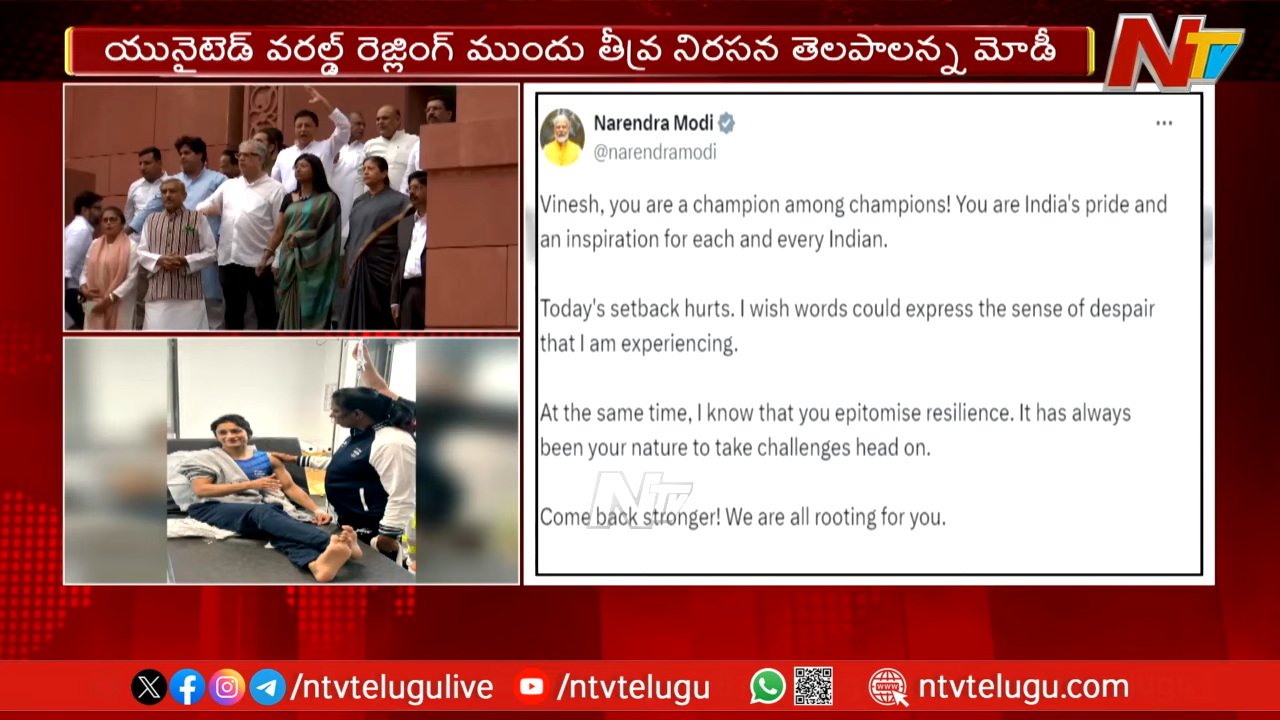 యునైటెడ్ వరల్డ్ రెజ్లింగ్ ముందు తీవ్ర నిరసన తెలపాలన్న మోడీ
NTV
Narendra Modi
@narendramodi
Vinesh, you are a champion among champions! You are India's pride and
an inspiration for each and every Indian.
Today's setback hurts. I wish words could express the sense of despair
that I am experiencing.
At the same time, I know that you epitomise resilience. It has always
been your nature to take challenges head on.
NTV
Come back stronger! We are all rooting for you.
/ntvtelugulive
/ntvtelugu
www
ntvtelugu.com